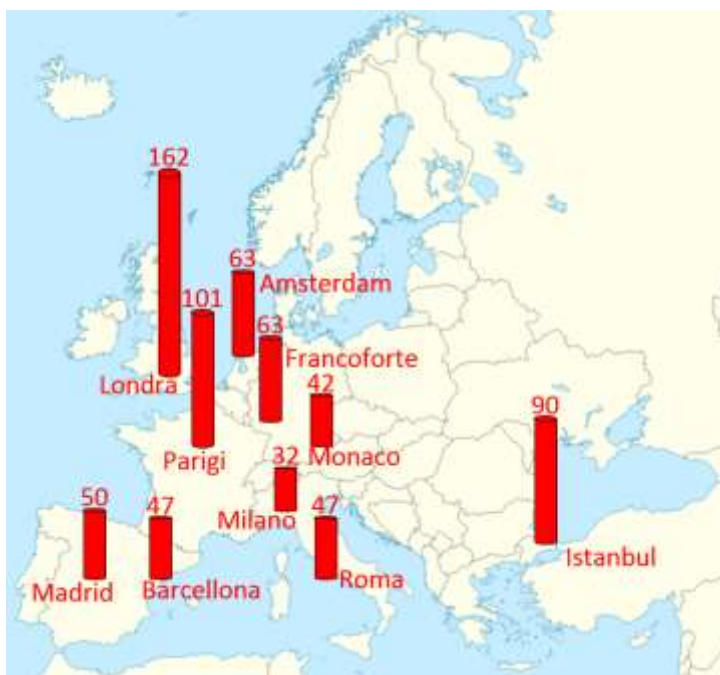 162
Londra
101
Parigi
63
Amsterdam
63
Francoforte
42
Monaco
90
Istanbul
32
Milano
50
Madrid
47
Barcellona
47
Roma